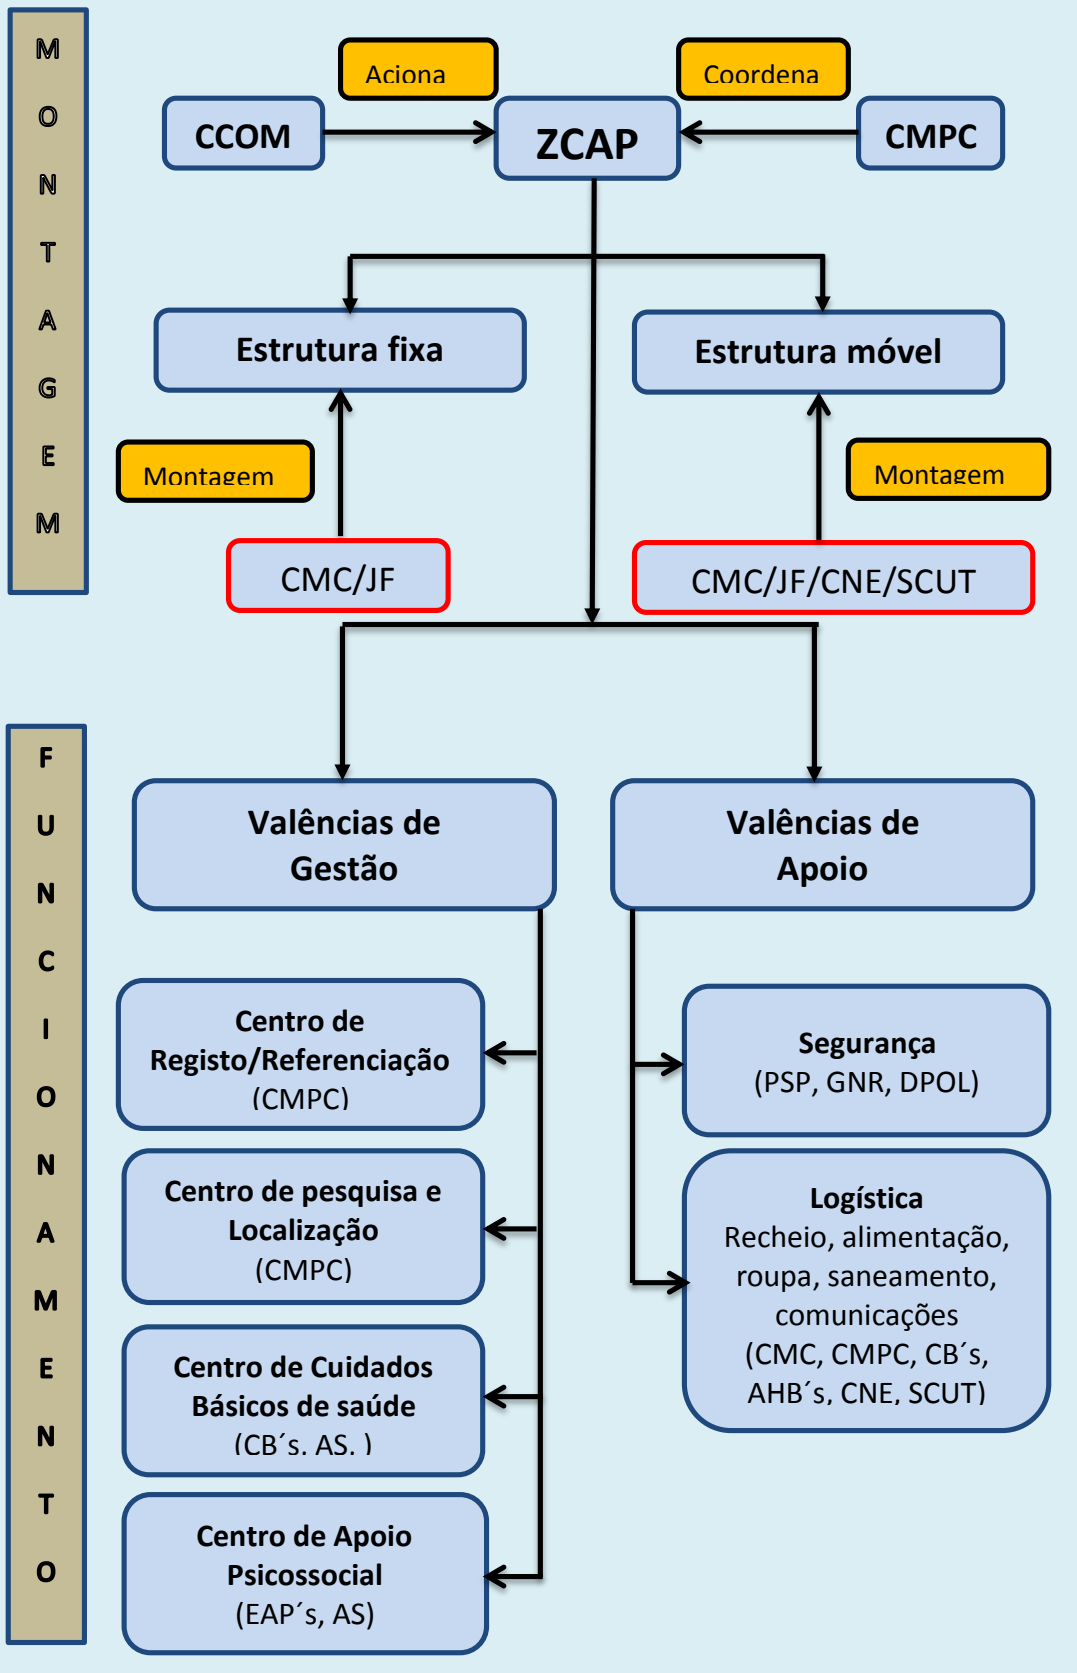 MONTAGEM
Aciona
Coordena
CCOM
ZCAP
CMPC
Estrutura fixa
Estrutura móvel
Montagem
Montagem
CMC/JF
CMC/JF/CNE/SCUT
FUNCIONAMENTO
Valências de
Gestão
Valências de
Apoio
Centro de
Registo/Referenciação
(CMPC)
Centro de pesquisa e
Localização
(CMPC)
Centro de Cuidados
Básicos de saúde
(CB´s. AS. )
Centro de Apoio
Psicossocial
(EAP´s, AS)
Segurança
(PSP, GNR, DPOL)
Logística
Recheio, alimentação,
roupa, saneamento,
comunicações
(CMC, CMPC, CB´s,
AHB´s, CNE, SCUT)